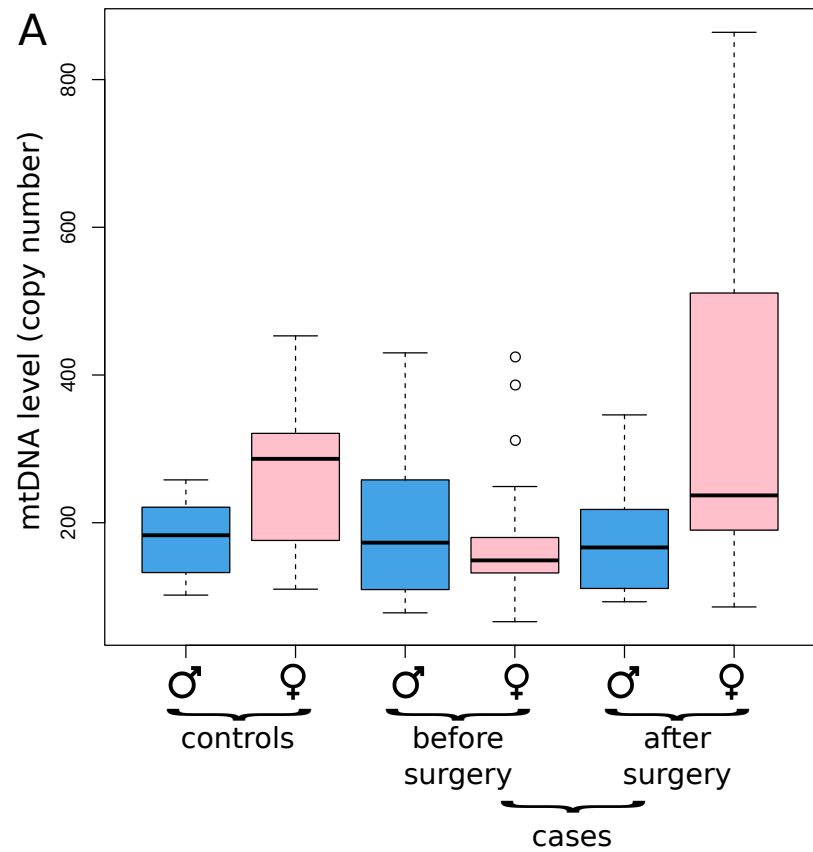 A
mtDNA level (copy number)
800
600
400
200
♂ ♀ ♂ ♀ ♂ ♀
controls
before surgery
after surgery
cases